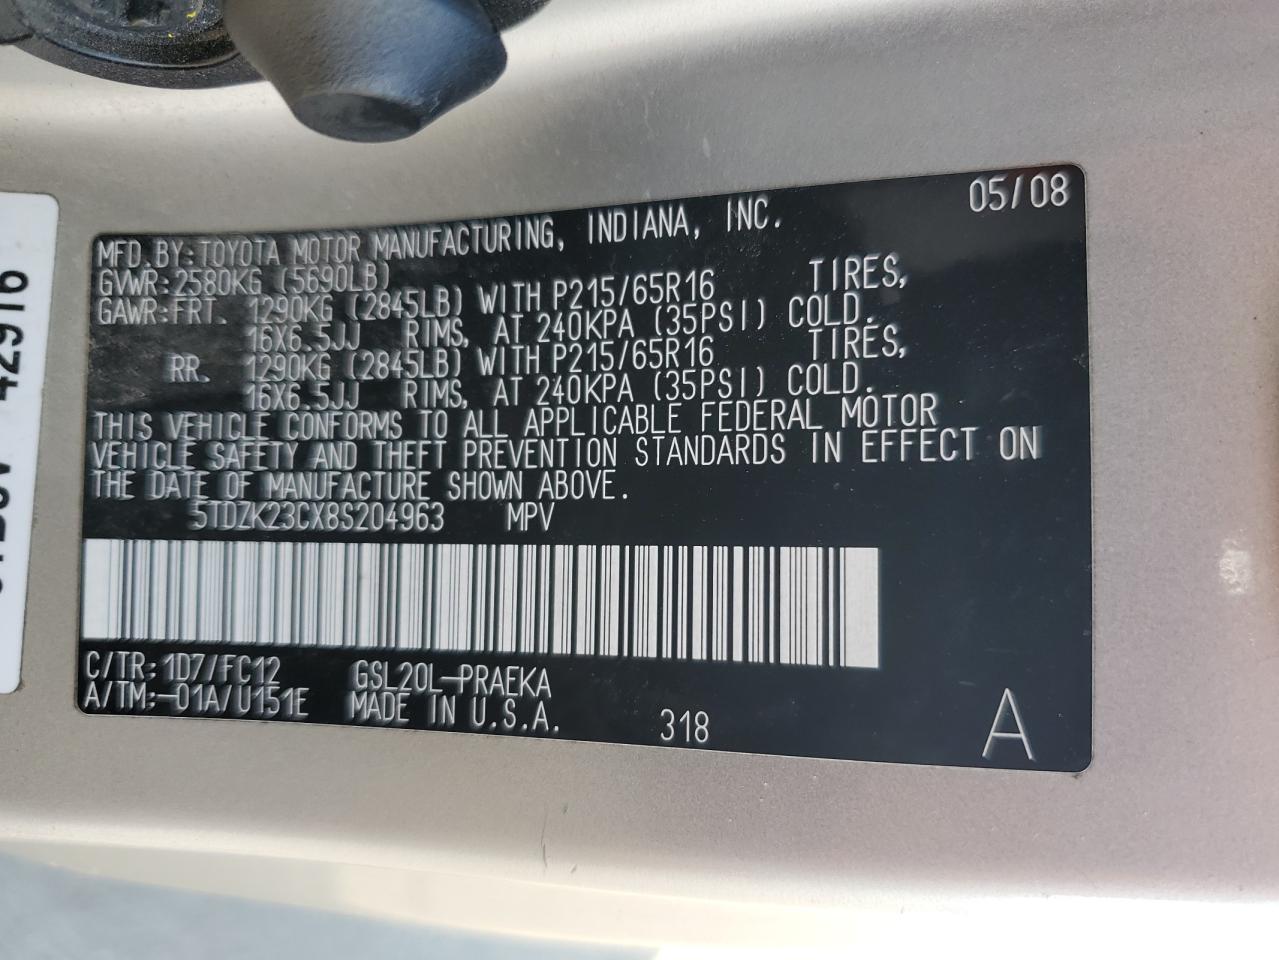 05/08
MFD.BY:TOYOTA MOTOR MANUFACTURING, INDIANA, INC.
GVWR:2580KG (5690LB)
GAWR:FRT. 1290KG (2845LB) WITH P215/65R16 TIRES,
16X6.5JJ RIMS, AT 240KPA (35PSI) COLD.
RR. 1290KG (2845LB) WITH P215/65R16 TIRES,
16X6.5JJ RIMS, AT 240KPA (35PSI) COLD.
THIS VEHICLE CONFORMS TO ALL APPLICABLE FEDERAL MOTOR
VEHICLE SAFETY AND THEFT PREVENTION STANDARDS IN EFFECT ON
THE DATE OF MANUFACTURE SHOWN ABOVE.
5TDZK23CX8S204963 MPV
C/TR:1D7/FC12 GSL20L-PRAEKA
A/TM:-01A/U151E MADE IN U.S.A. 318 A
42916